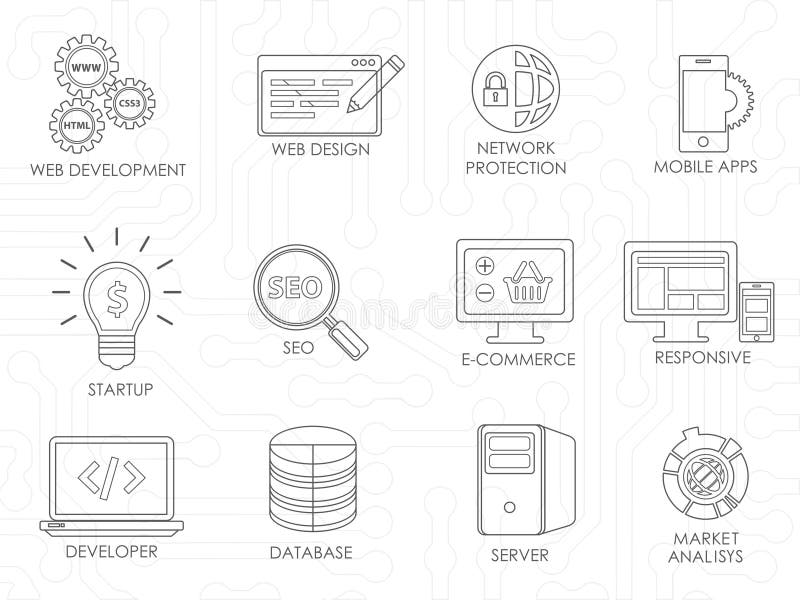 WWW
CSS3
HTML
WEB DEVELOPMENT
WEB DESIGN
NETWORK
PROTECTION
MOBILE APPS
$
STARTUP
SEO
SEO
E-COMMERCE
RESPONSIVE
</>
DEVELOPER
DATABASE
SERVER
MARKET
ANALISYS
dreamstime